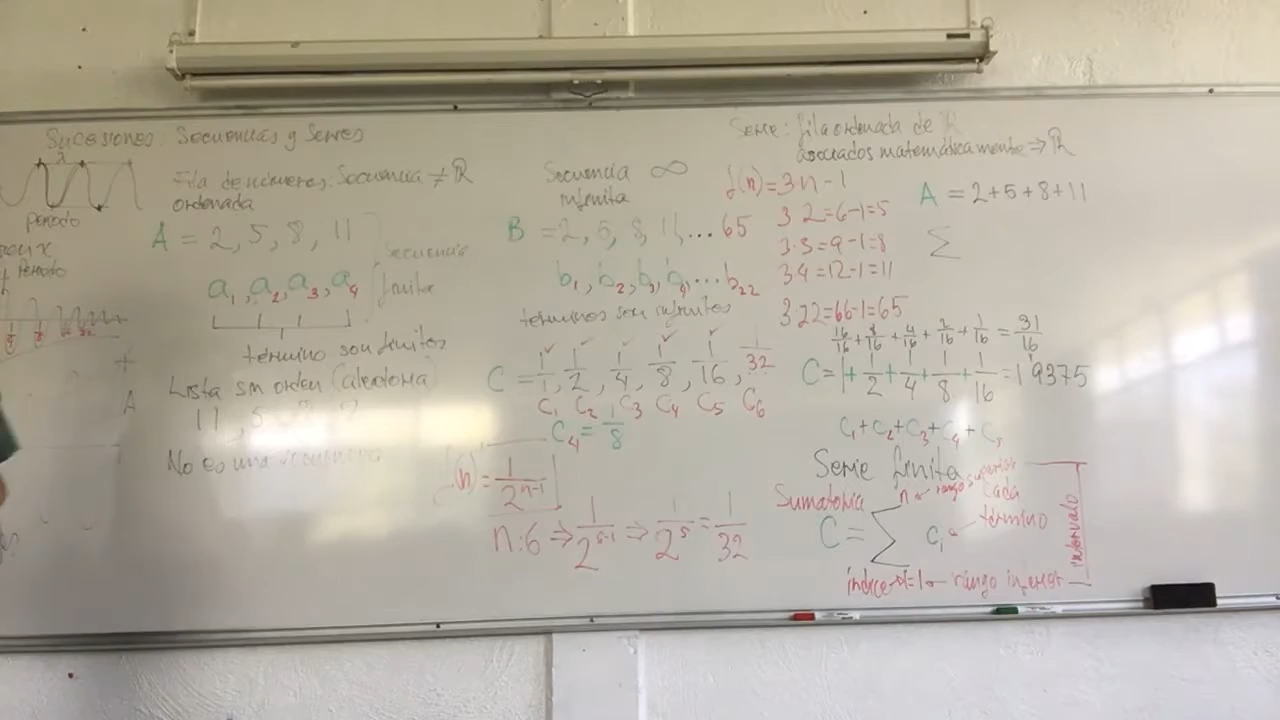 Sucesiones: Secuencias y Series
λ
Periodo
Periodo
Fila de números: Secuencia ≠ ℝ
ordenada
A = 2, 5, 8, 11
a₁, a₂, a₃, a₄
Secuencia
finita
término son finitos
Lista sin orden (aleatoria)
11, 5
No es una secuencia
Secuencia ∞
infinita
B = 2, 5, 8, 11, ... 65
b₁, b₂, b₃, b₄, ... b₂₂
términos son infinitos
C = 1/1, 1/2, 1/4, 1/8, 1/16, 1/32
C₁ C₂ C₃ C₄ C₅ C₆
C₄ = 1/8
(n) = 1/2ⁿ⁻¹
n:6 ⇒ 1/2⁶⁻¹ ⇒ 1/2⁵ = 1/32
Serie: fila ordenada de ℝ
asociados matemáticamente ⇒ ℝ
f(n) = 3n - 1
3·2=6-1=5
3·3=9-1=8
3·4=12-1=11
3·22=66-1=65
A = 2+5+8+11
Σ
16/16 + 8/16 + 4/16 + 2/16 + 1/16 = 31/16
C = 1 + 1/2 + 1/4 + 1/8 + 1/16 = 1.9375
C₁ + C₂ + C₃ + C₄ + C₅
Serie finita
Sumatoria
n rango superior
C = Σ Cᵢ
cada
término
índice i=1 rango inferior
intervalo